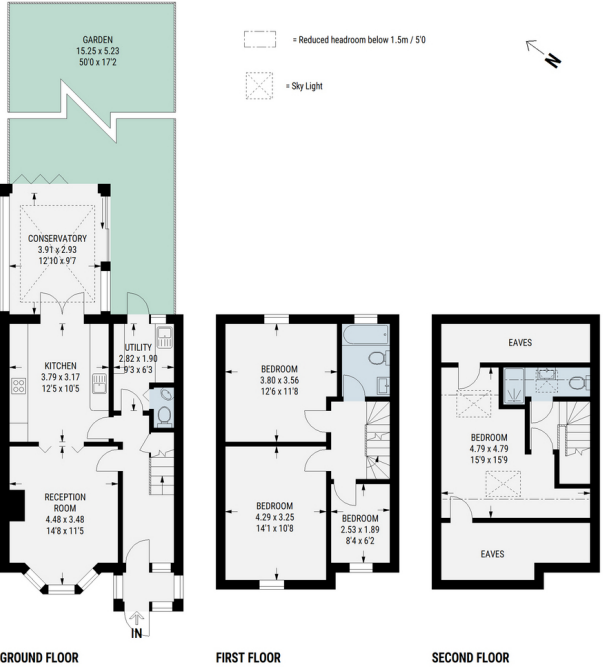 GARDEN
15.25 x 5.23
50'0 x 17'2
= Reduced headroom below 1.5m / 5'0
= Sky Light
N
CONSERVATORY
3.91 x 2.93
12'10 x 9'7
KITCHEN
3.79 x 3.17
12'5 x 10'5
UTILITY
2.82 x 1.90
9'3 x 6'3
RECEPTION
ROOM
4.48 x 3.48
14'8 x 11'5
IN
BEDROOM
3.80 x 3.56
12'6 x 11'8
BEDROOM
4.29 x 3.25
14'1 x 10'8
BEDROOM
2.53 x 1.89
8'4 x 6'2
EAVES
BEDROOM
4.79 x 4.79
15'9 x 15'9
EAVES
GROUND FLOOR
FIRST FLOOR
SECOND FLOOR